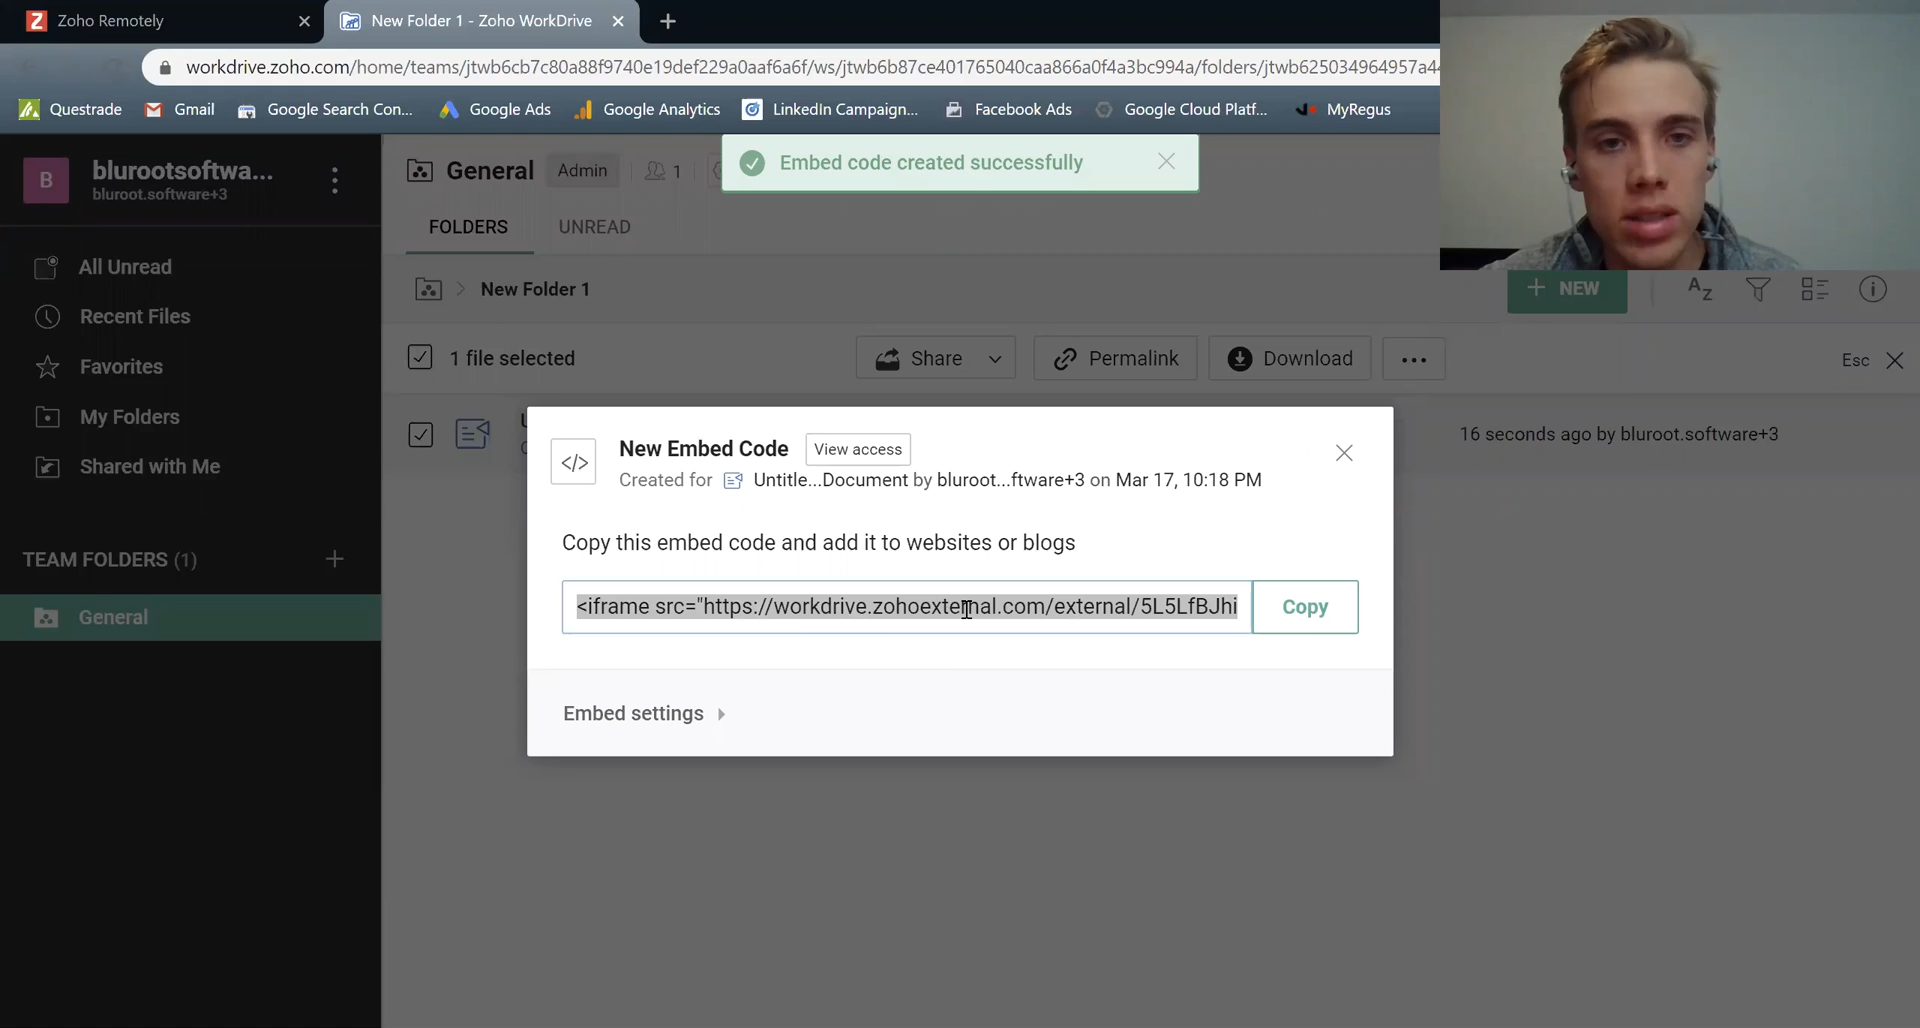 Zoho Remotely
New Folder 1 - Zoho WorkDrive
workdrive.zoho.com/home/teams/jtwb6cb7c80a88f9740e19def229a0aaf6a6f/ws/jtwb6b87ce401765040caa866a0f4a3bc994a/folders/jtwb625034964957a4
Questrade
Gmail
Google Search Con...
Google Ads
Google Analytics
LinkedIn Campaign...
Facebook Ads
Google Cloud Platf...
MyRegus
B
bluerootsoftwa...
bluroot.software+3
General
Admin
1
Embed code created successfully
FOLDERS
UNREAD
All Unread
Recent Files
Favorites
My Folders
Shared with Me
TEAM FOLDERS (1)
General
New Folder 1
+ NEW
AZ
1 file selected
Share
Permalink
Download
Esc
16 seconds ago by bluroot.software+3
New Embed Code
View access
Created for Untitle...Document by bluroot...ftware+3 on Mar 17, 10:18 PM
Copy this embed code and add it to websites or blogs
<iframe src="https://workdrive.zohoexternal.com/external/5L5LfBJhi
Copy
Embed settings